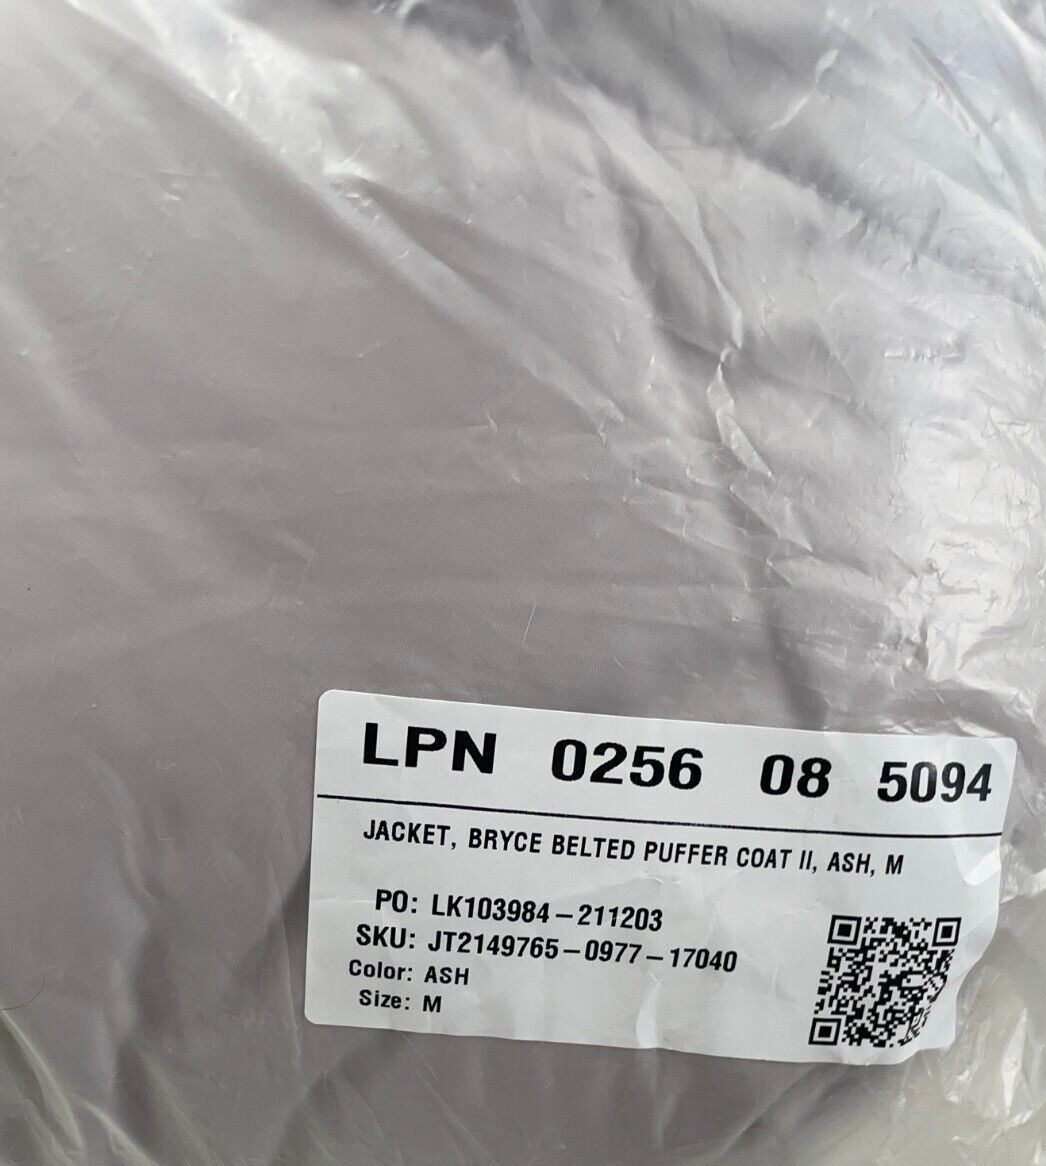 LPN 0256 08 5094
JACKET, BRYCE BELTED PUFFER COAT II, ASH, M
PO: LK103984-211203
SKU: JT2149765-0977-17040
Color: ASH
Size: M